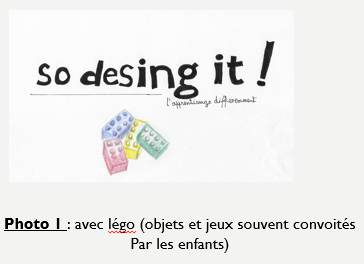 so desing it !
l'apprentissage différemment
Photo 1 : avec légo (objets et jeux souvent convoités
Par les enfants)